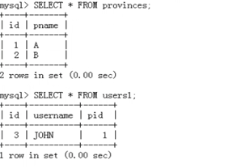 mysql> SELECT * FROM provinces;
+----+-------+
| id | pname |
+----+-------+
| 1 | A |
| 2 | B |
+----+-------+
2 rows in set (0.00 sec)
mysql> SELECT * FROM users1;
+----+----------+------+
| id | username | pid |
+----+----------+------+
| 3 | JOHN | 1 |
+----+----------+------+
1 row in set (0.00 sec)